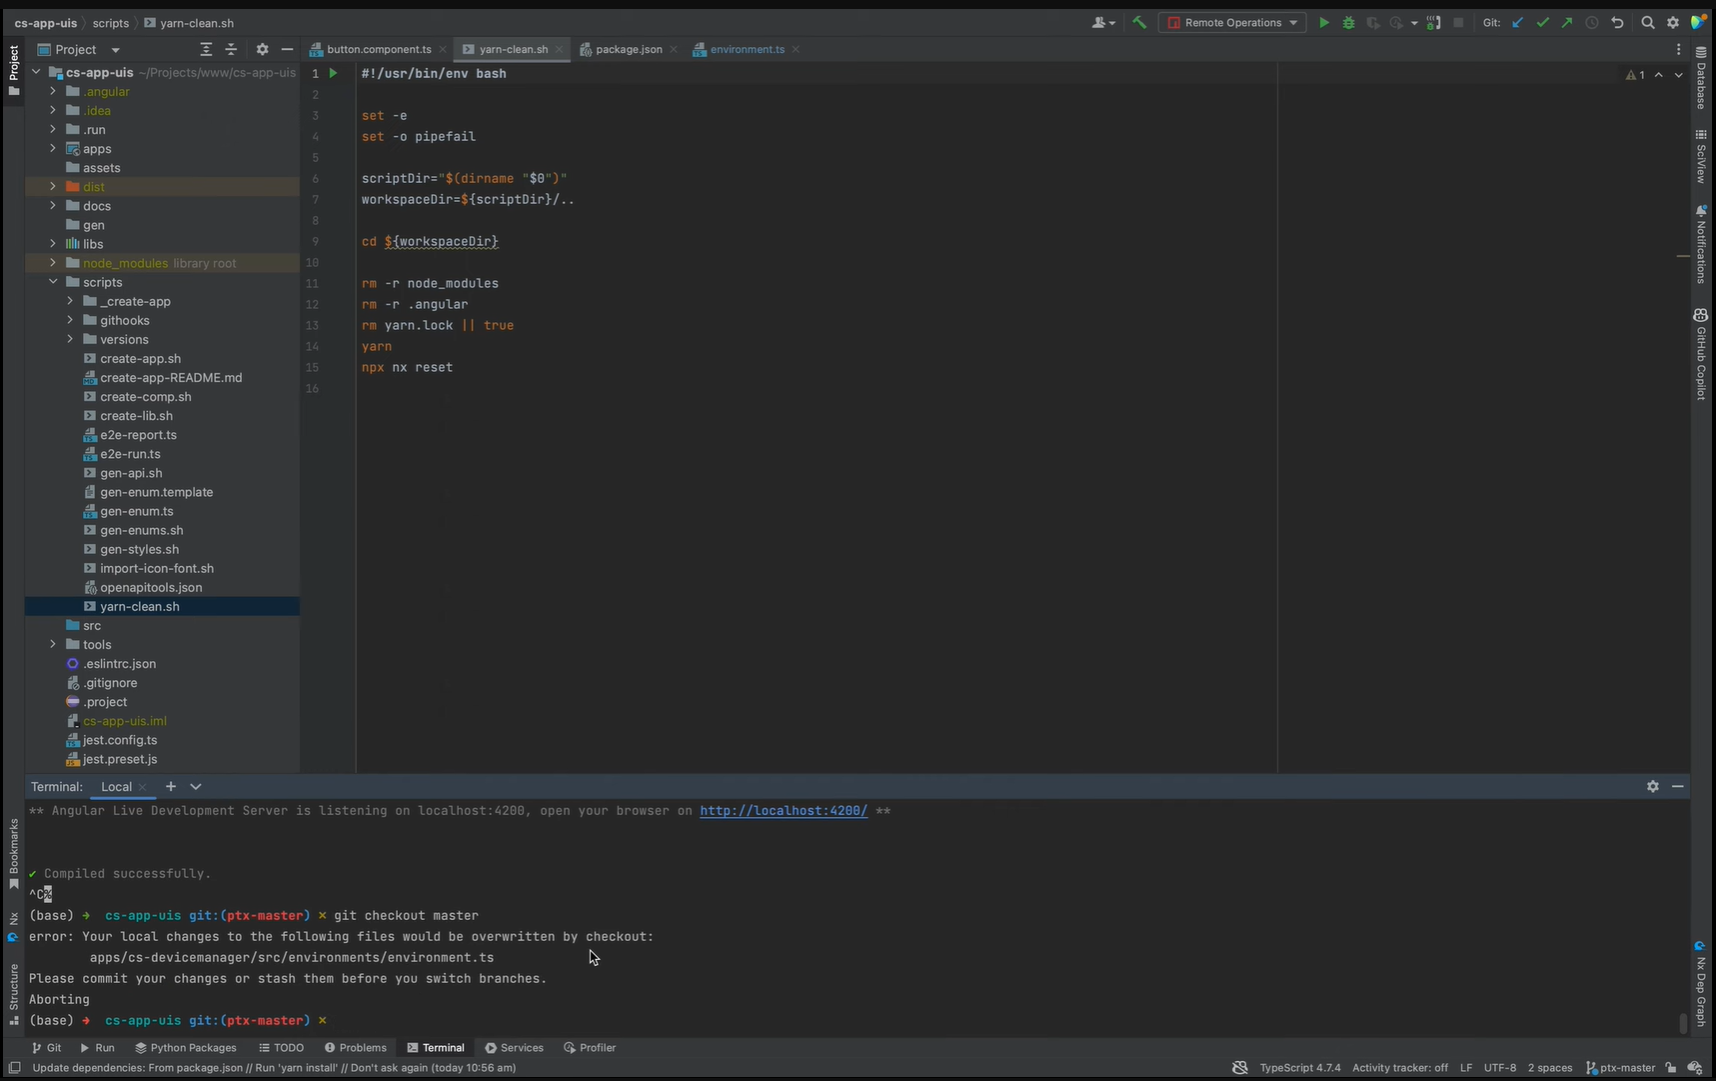 cs-app-uis scripts yarn-clean.sh
Remote Operations
Git:
Project
button.component.ts
yarn-clean.sh
package.json
environment.ts
Project
cs-app-uis ~/Projects/www/cs-app-uis
.angular
.idea
.run
apps
assets
dist
docs
gen
libs
node_modules library root
scripts
_create-app
githooks
versions
create-app.sh
create-app-README.md
create-comp.sh
create-lib.sh
e2e-report.ts
e2e-run.ts
gen-api.sh
gen-enum.template
gen-enum.ts
gen-enums.sh
gen-styles.sh
import-icon-font.sh
openapitools.json
yarn-clean.sh
src
tools
.eslintrc.json
.gitignore
.project
cs-app-uis.iml
jest.config.ts
jest.preset.js
1 #!/usr/bin/env bash
2
3 set -e
4 set -o pipefail
5
6 scriptDir="$(dirname "$0")"
7 workspaceDir=${scriptDir}/..
8
9 cd ${workspaceDir}
10
11 rm -r node_modules
12 rm -r .angular
13 rm yarn.lock || true
14 yarn
15 npx nx reset
16
1
Database
SciView
Notifications
GitHub Copilot
Nx Dep Graph
Bookmarks
Nx
Structure
Terminal: Local
** Angular Live Development Server is listening on localhost:4200, open your browser on http://localhost:4200/ **
✔ Compiled successfully.
^C%
(base) ➜ cs-app-uis git:(ptx-master) × git checkout master
error: Your local changes to the following files would be overwritten by checkout:
apps/cs-devicemanager/src/environments/environment.ts
Please commit your changes or stash them before you switch branches.
Aborting
(base) ➜ cs-app-uis git:(ptx-master) ×
Git Run Python Packages TODO Problems Terminal Services Profiler
Update dependencies: From package.json // Run 'yarn install' // Don't ask again (today 10:56 am)
TypeScript 4.7.4 Activity tracker: off LF UTF-8 2 spaces ptx-master